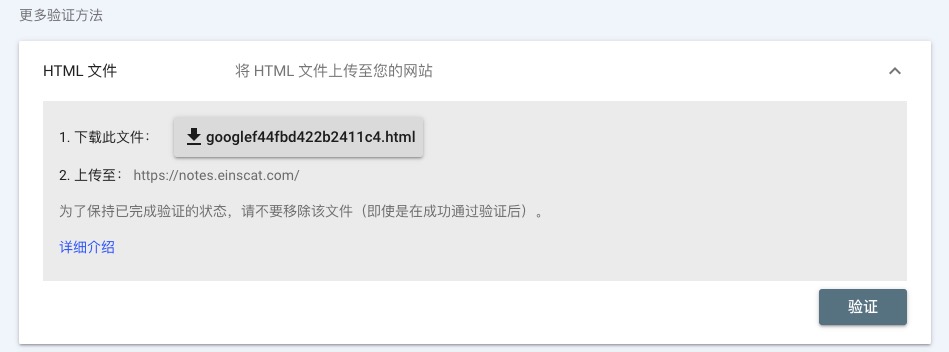 更多验证方法
HTML 文件 将 HTML 文件上传至您的网站
1. 下载此文件： googlef44fbd422b2411c4.html
2. 上传至： https://notes.einscat.com/
为了保持已完成验证的状态，请不要移除该文件（即使是在成功通过验证后）。
详细介绍
验证